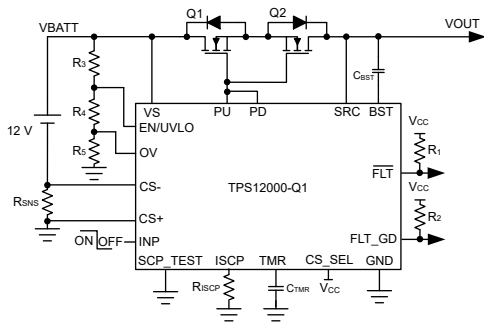 Q1
Q2
VBATT
VOUT
R3
CBST
VS
PU
PD
SRC
BST
EN/UVLO
R4
12 V
OV
R5
VCC
R1
CS-
TPS12000-Q1
FLT
RSNS
VCC
R2
CS+
ON
OFF
INP
FLT_GD
SCP_TEST
ISCP
TMR
CS_SEL
GND
RISCP
CTMR
VCC